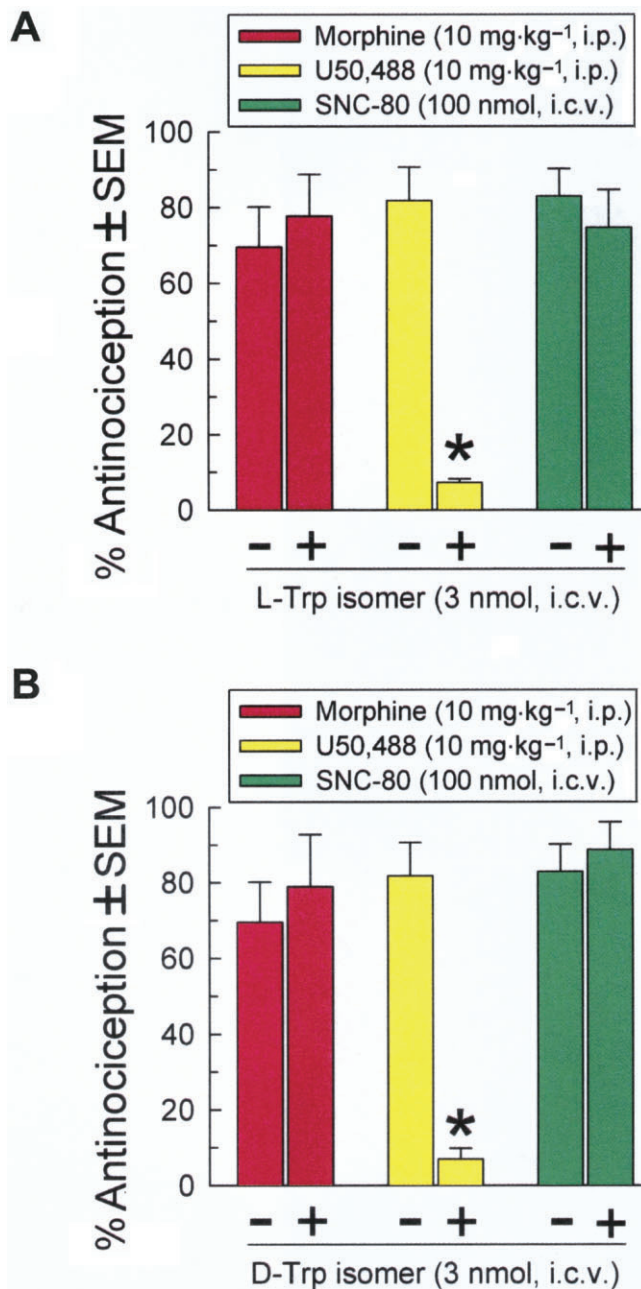 A
Morphine (10 mg·kg⁻¹, i.p.)
U50,488 (10 mg·kg⁻¹, i.p.)
SNC-80 (100 nmol, i.c.v.)
% Antinociception ± SEM
100
80
60
40
20
0
*
– + – + – +
L-Trp isomer (3 nmol, i.c.v.)
B
Morphine (10 mg·kg⁻¹, i.p.)
U50,488 (10 mg·kg⁻¹, i.p.)
SNC-80 (100 nmol, i.c.v.)
% Antinociception ± SEM
100
80
60
40
20
0
*
– + – + – +
D-Trp isomer (3 nmol, i.c.v.)